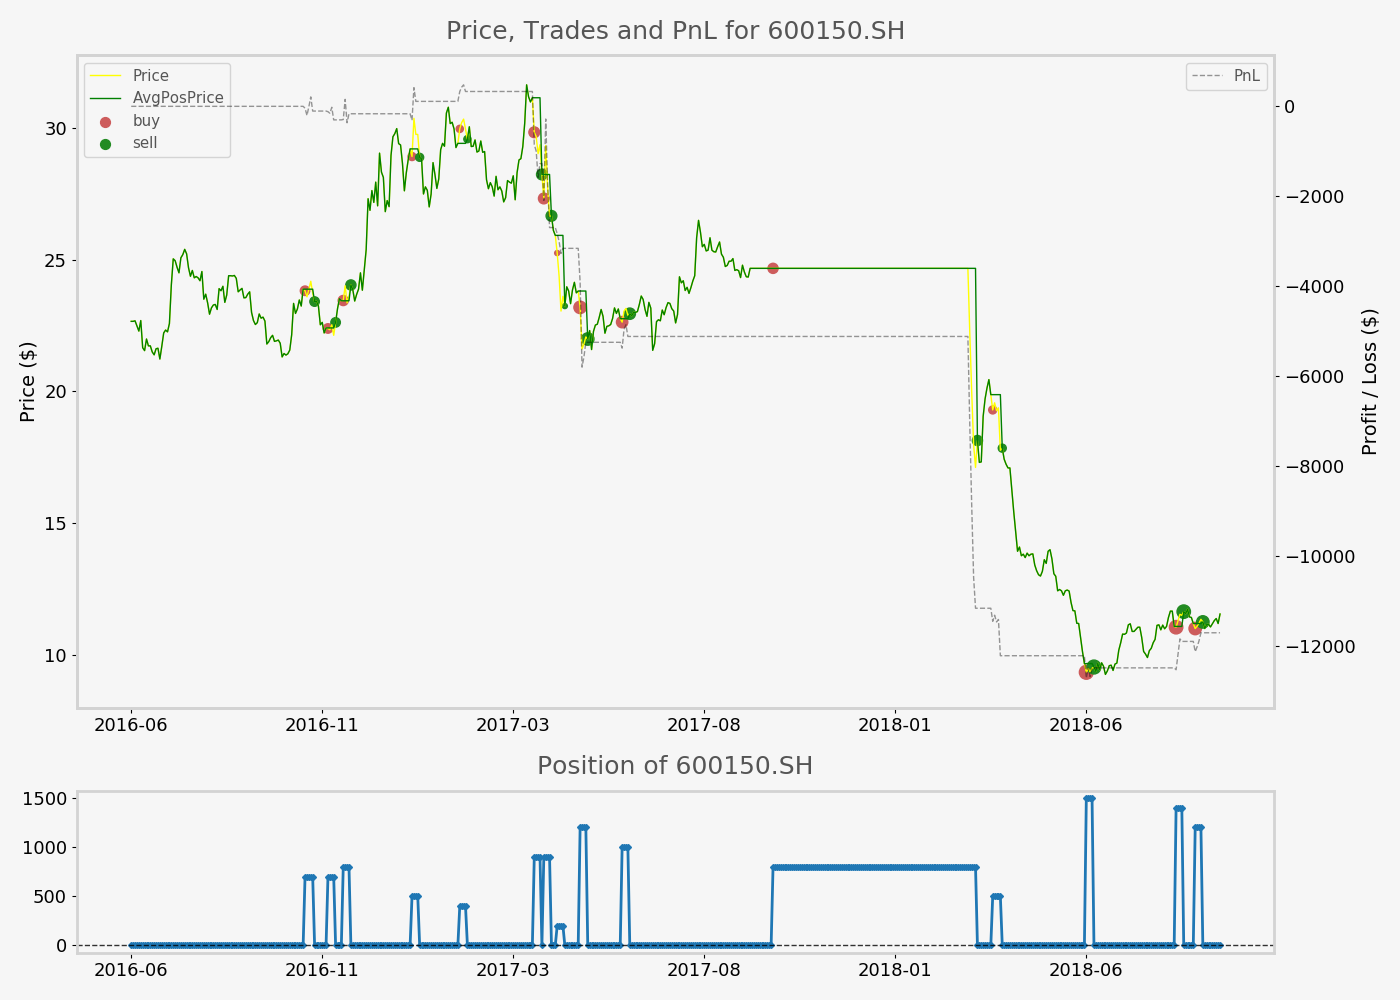 Price, Trades and PnL for 600150.SH
Price
AvgPosPrice
buy
sell
PnL
30
25
20
15
10
Price ($)
0
−2000
−4000
−6000
−8000
−10000
−12000
Profit / Loss ($)
2016-06 2016-11 2017-03 2017-08 2018-01 2018-06
Position of 600150.SH
1500
1000
500
0
2016-06 2016-11 2017-03 2017-08 2018-01 2018-06